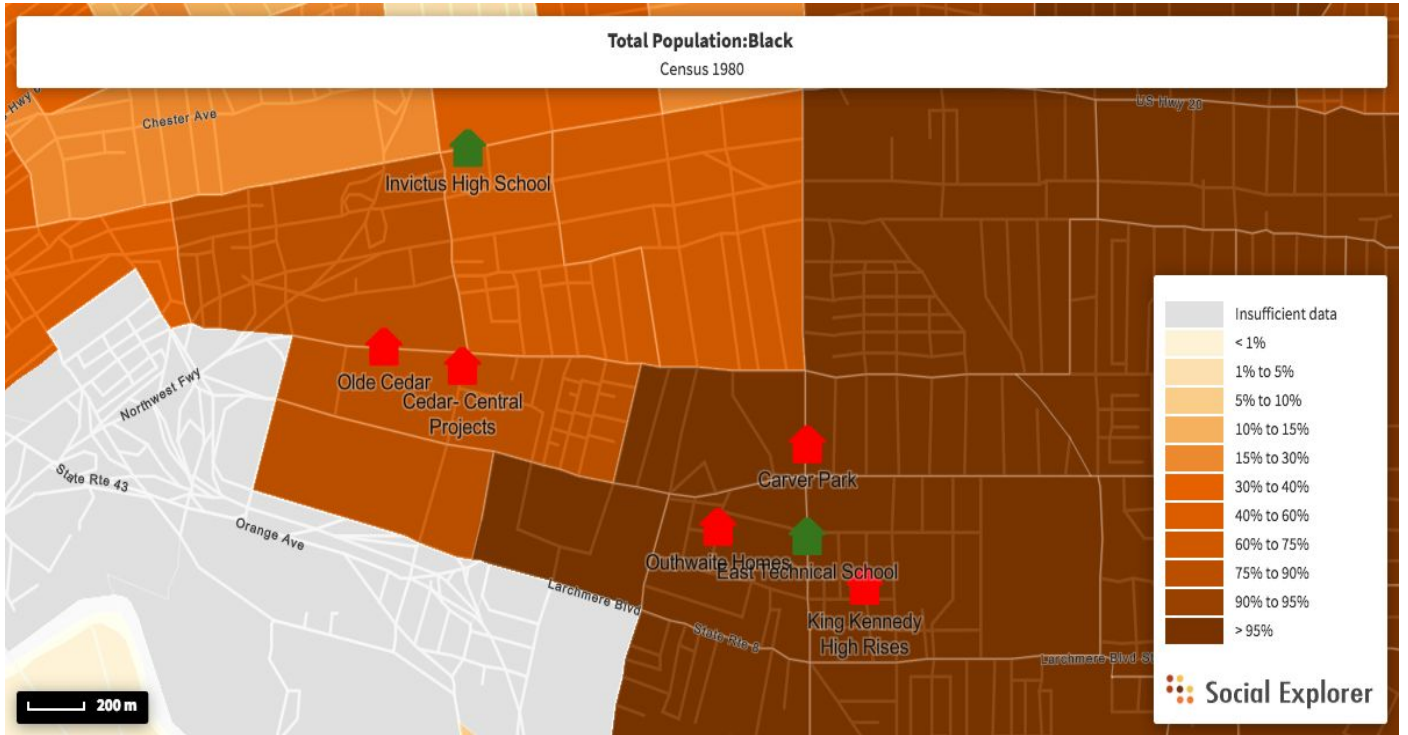 Total Population:Black
Census 1980
US Hwy 20
Chester Ave
Invictus High School
Insufficient data
< 1%
1% to 5%
5% to 10%
10% to 15%
15% to 30%
30% to 40%
40% to 60%
60% to 75%
75% to 90%
90% to 95%
> 95%
Olde Cedar
Cedar- Central
Projects
Northwest Fwy
State Rte 43
Orange Ave
Carver Park
Outhwaite Homes
East Technical School
Larchmere Blvd
King Kennedy
High Rises
State Rte 8
Larchmere Blvd
Social Explorer
200 m